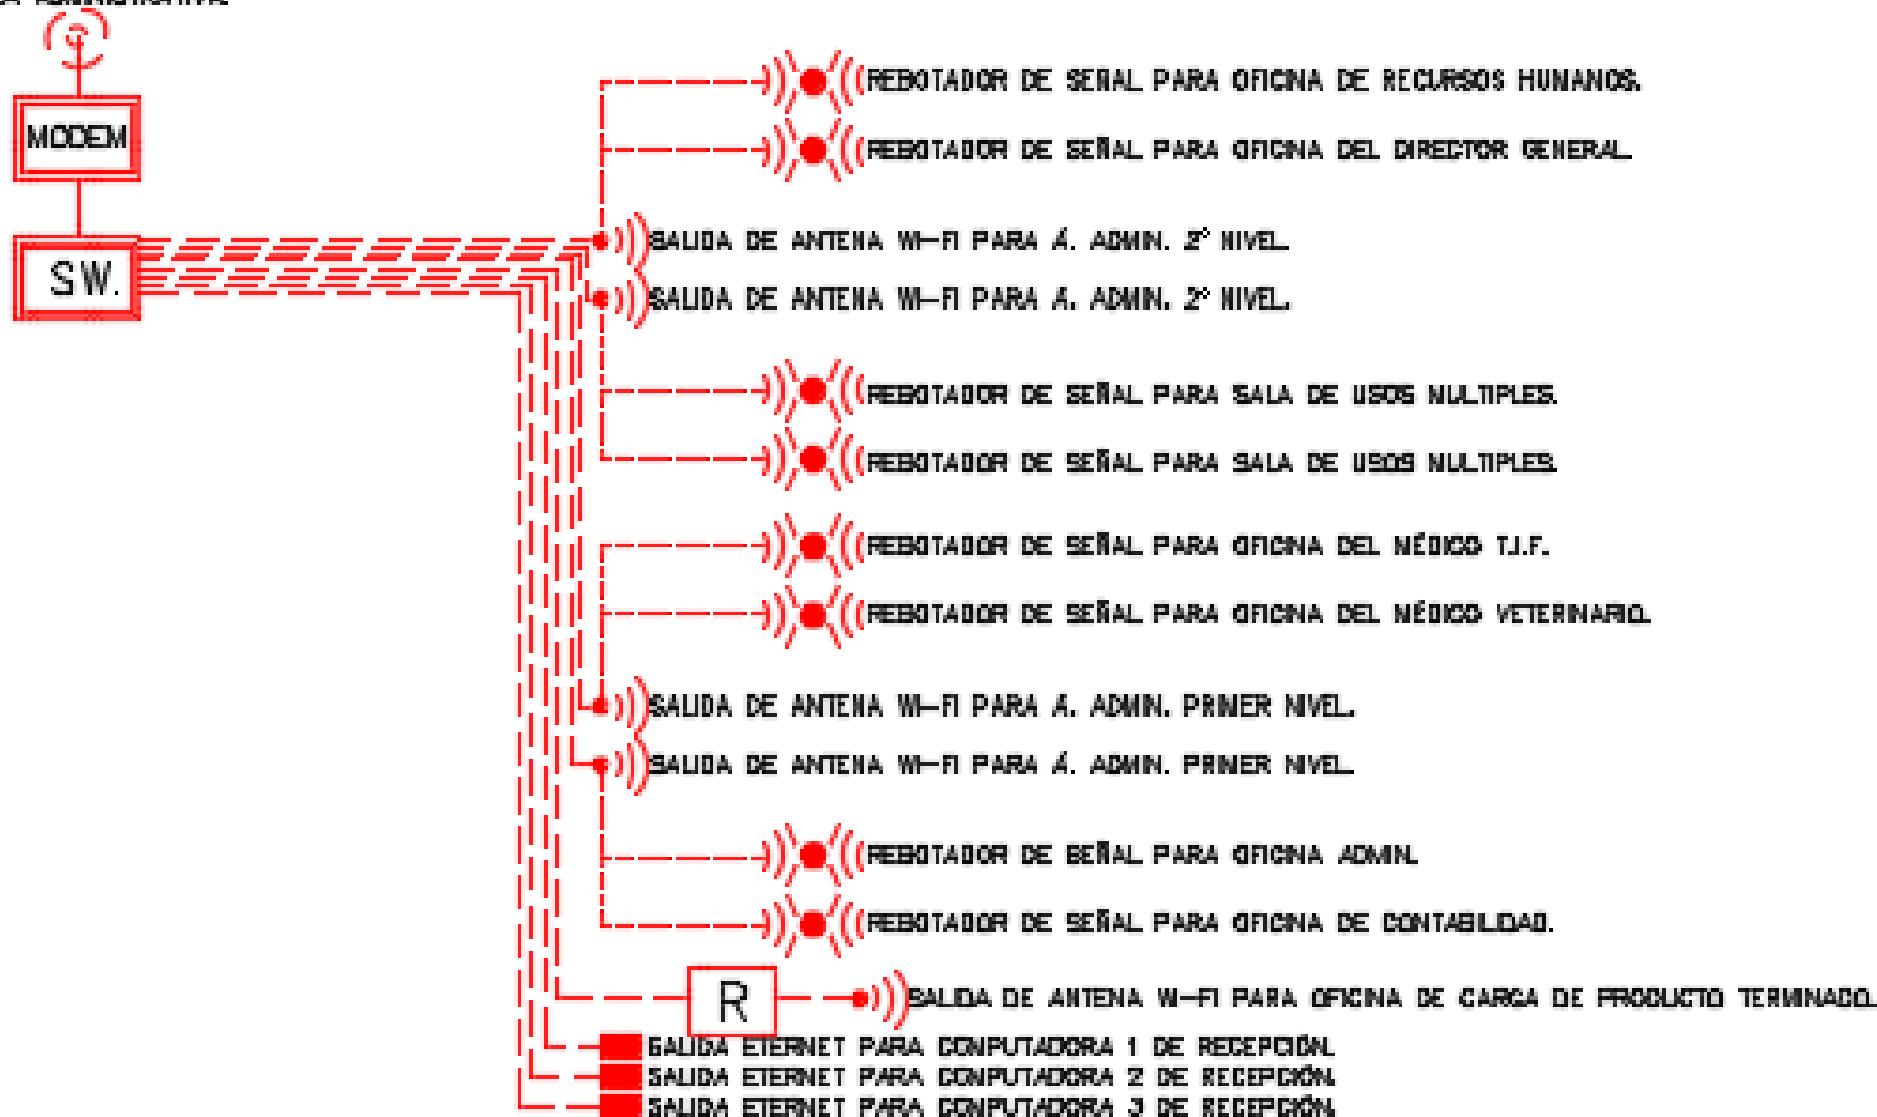 MODEM
SW.
REBOTADOR DE SEÑAL PARA OFICINA DE RECURSOS HUMANOS.
REBOTADOR DE SEÑAL PARA OFICINA DEL DIRECTOR GENERAL.
SALIDA DE ANTENA WI-FI PARA Á. ADMIN. 2° NIVEL.
SALIDA DE ANTENA WI-FI PARA Á. ADMIN. 2° NIVEL.
REBOTADOR DE SEÑAL PARA SALA DE USOS MULTIPLES.
REBOTADOR DE SEÑAL PARA SALA DE USOS MULTIPLES.
REBOTADOR DE SEÑAL PARA OFICINA DEL MÉDICO T.I.F.
REBOTADOR DE SEÑAL PARA OFICINA DEL MÉDICO VETERINARIO.
SALIDA DE ANTENA WI-FI PARA Á. ADMIN. PRIMER NIVEL.
SALIDA DE ANTENA WI-FI PARA Á. ADMIN. PRIMER NIVEL.
REBOTADOR DE SEÑAL PARA OFICINA ADMIN.
REBOTADOR DE SEÑAL PARA OFICINA DE CONTABILIDAD.
R
SALIDA DE ANTENA WI-FI PARA OFICINA DE CARGA DE PRODUCTO TERMINADO.
SALIDA ETERNET PARA COMPUTADORA 1 DE RECEPCIÓN.
SALIDA ETERNET PARA COMPUTADORA 2 DE RECEPCIÓN.
SALIDA ETERNET PARA COMPUTADORA 3 DE RECEPCIÓN.